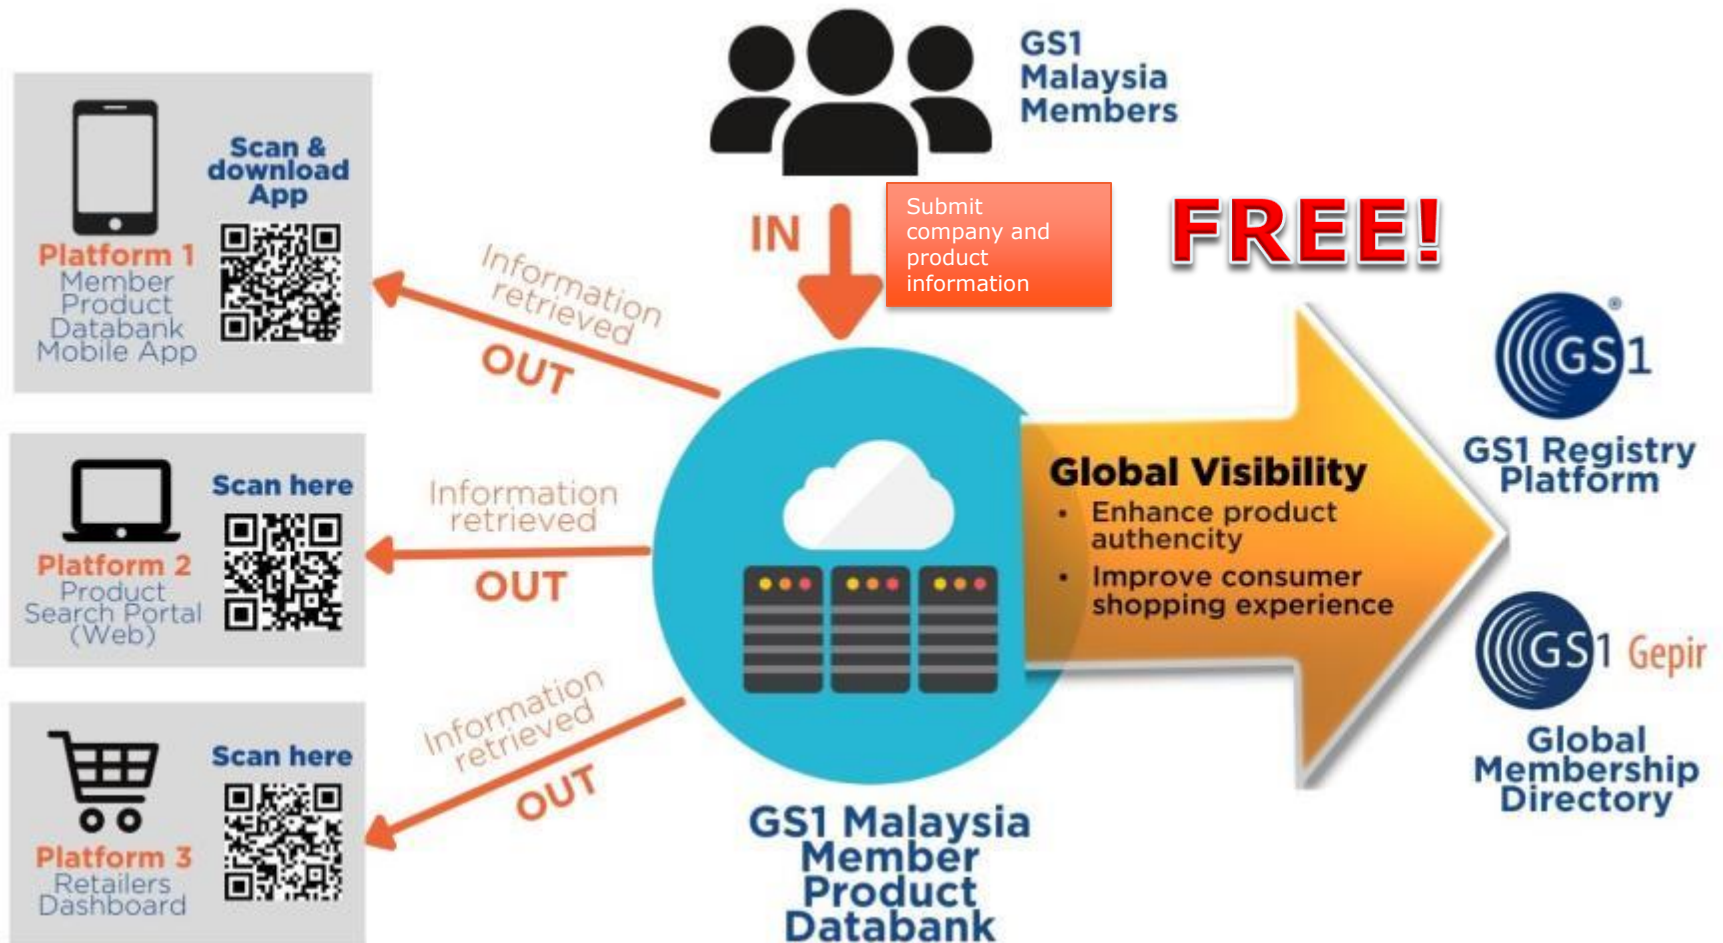 GS1
Malaysia
Members
IN
Submit
company and
product
information
FREE!
Scan &
download
App
Platform 1
Member
Product
Databank
Mobile App
Information
retrieved
OUT
Scan here
Platform 2
Product
Search Portal
(Web)
Information
retrieved
OUT
Scan here
Platform 3
Retailers
Dashboard
Information
retrieved
OUT
GS1 Malaysia
Member
Product
Databank
Global Visibility
• Enhance product
authencity
• Improve consumer
shopping experience
GS1®
GS1 Registry
Platform
GS1 Gepir
Global
Membership
Directory